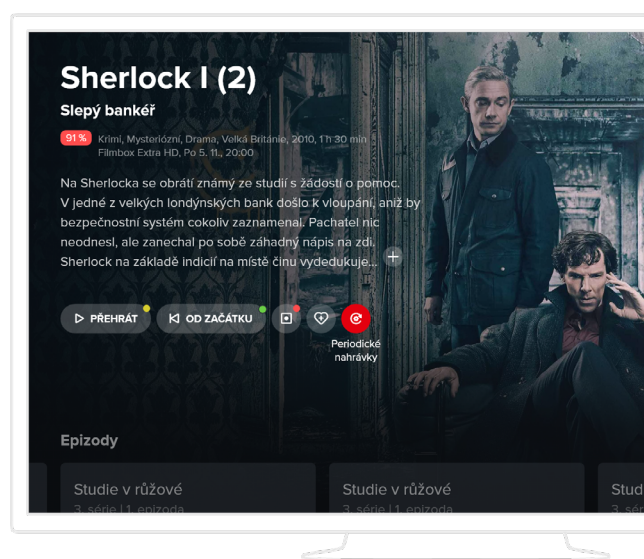 Sherlock I (2)
Slepý bankéř
91 %
Krimi, Mysteriózní, Drama, Velká Británie, 2010, 1 h 30 min
Filmbox Extra HD, Po 5. 11., 20:00
Na Sherlocka se obrátí známý ze studií s žádostí o pomoc.
V jedné z velkých londýnských bank došlo k vloupání, aniž by
bezpečnostní systém cokoliv zaznamenal. Pachatel nic
neodnesl, ale zanechal po sobě záhadný nápis na zdi.
Sherlock na základě indicií na místě činu vydedukuje...
PŘEHRÁT
OD ZAČÁTKU
Periodické
nahrávky
Epizody
Studie v růžové
3. série | 1. epizoda
Studie v růžové
3. série | 1. epizoda
Stud
3. sér